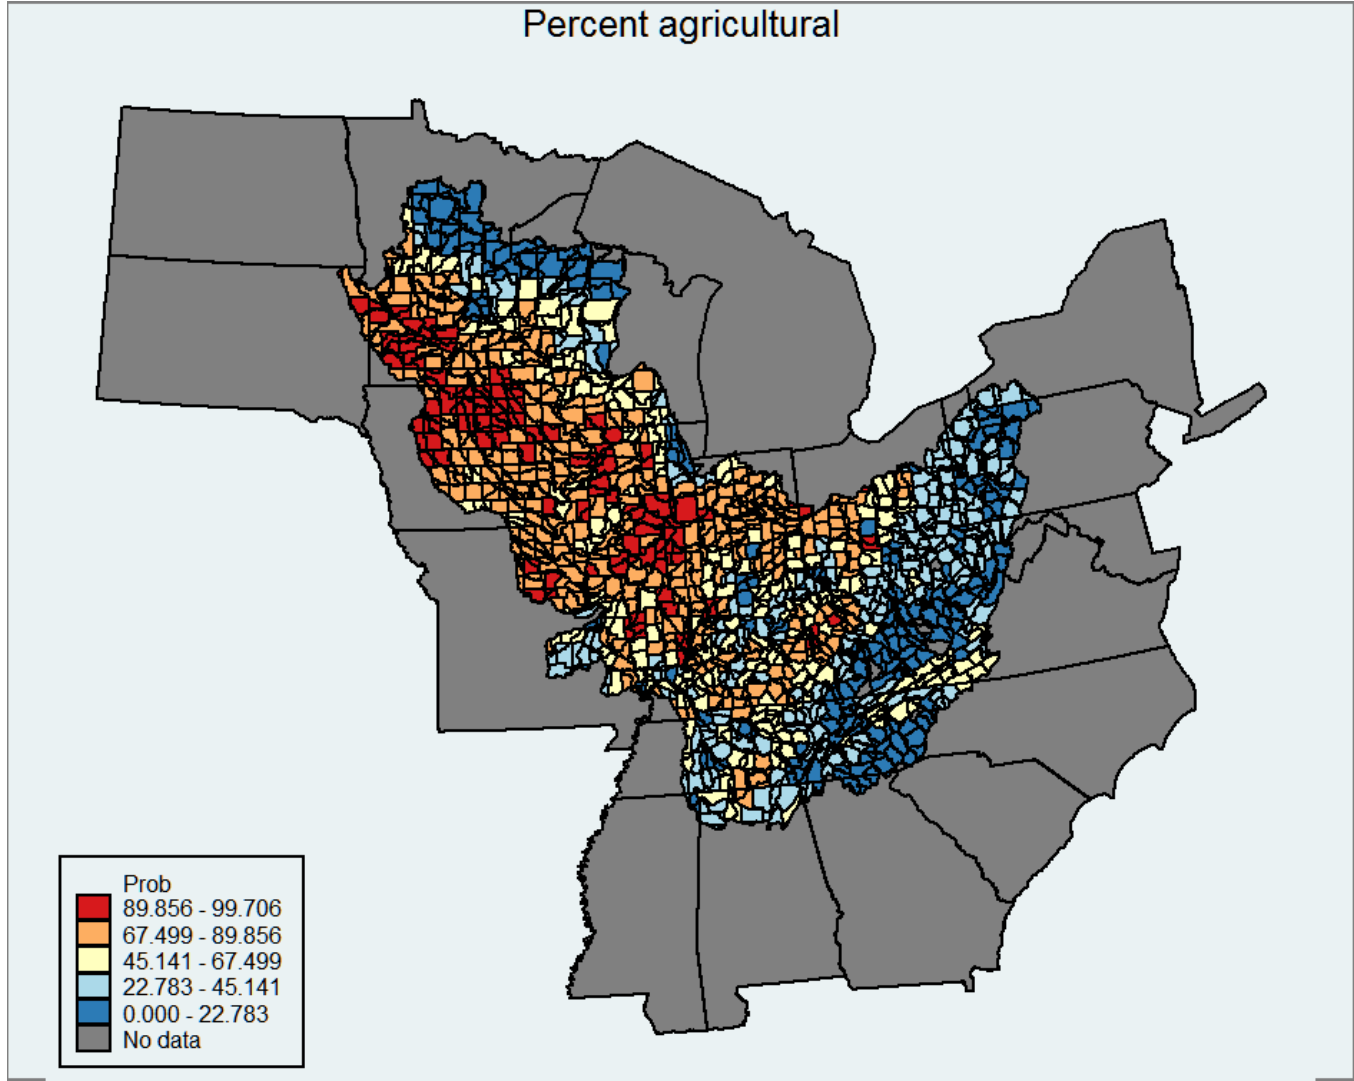 Percent agricultural
Prob
89.856 - 99.706
67.499 - 89.856
45.141 - 67.499
22.783 - 45.141
0.000 - 22.783
No data